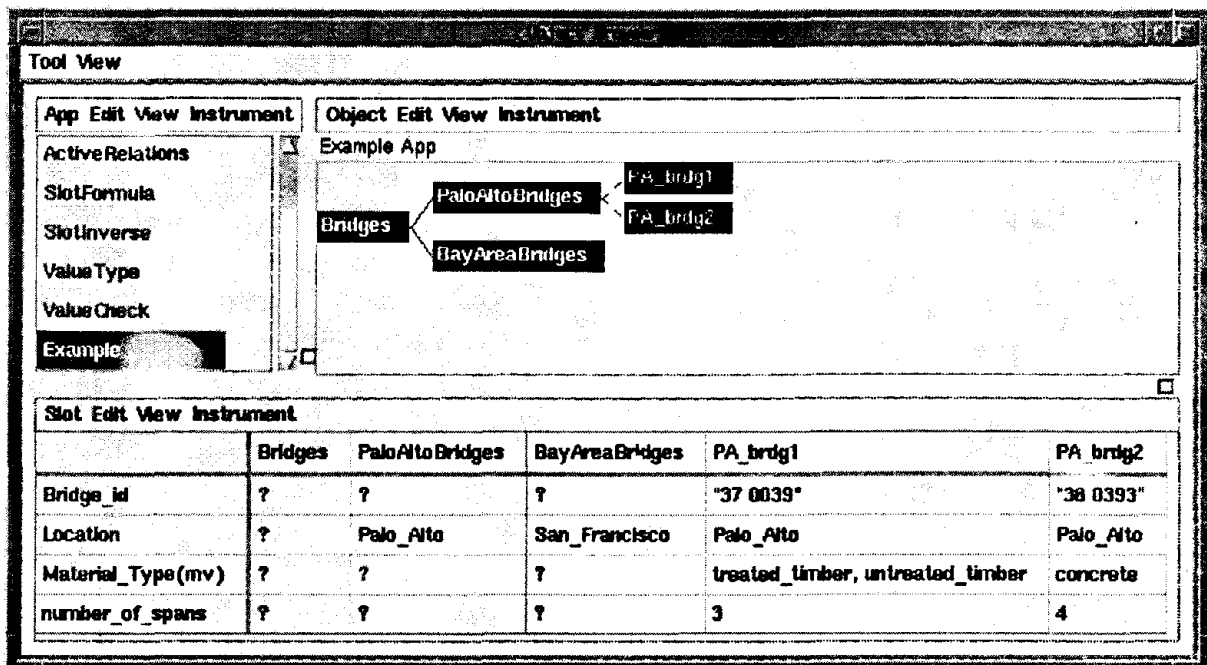 Tool View
App Edit View Instrument
Object Edit View Instrument
ActiveRelations
SlotFormula
SlotInverse
ValueType
ValueCheck
Example
Example App
Bridges
PaloAltoBridges
BayAreaBridges
PA_brdg1
PA_brdg2
Slot Edit View Instrument
Bridges PaloAltoBridges BayAreaBridges PA_brdg1 PA_brdg2
Bridge_id ? ? ? "37 0039" "38 0393"
Location ? Palo_Alto San_Francisco Palo_Alto Palo_Alto
Material_Type(mv) ? ? ? treated_timber, untreated_timber concrete
number_of_spans ? ? ? 3 4